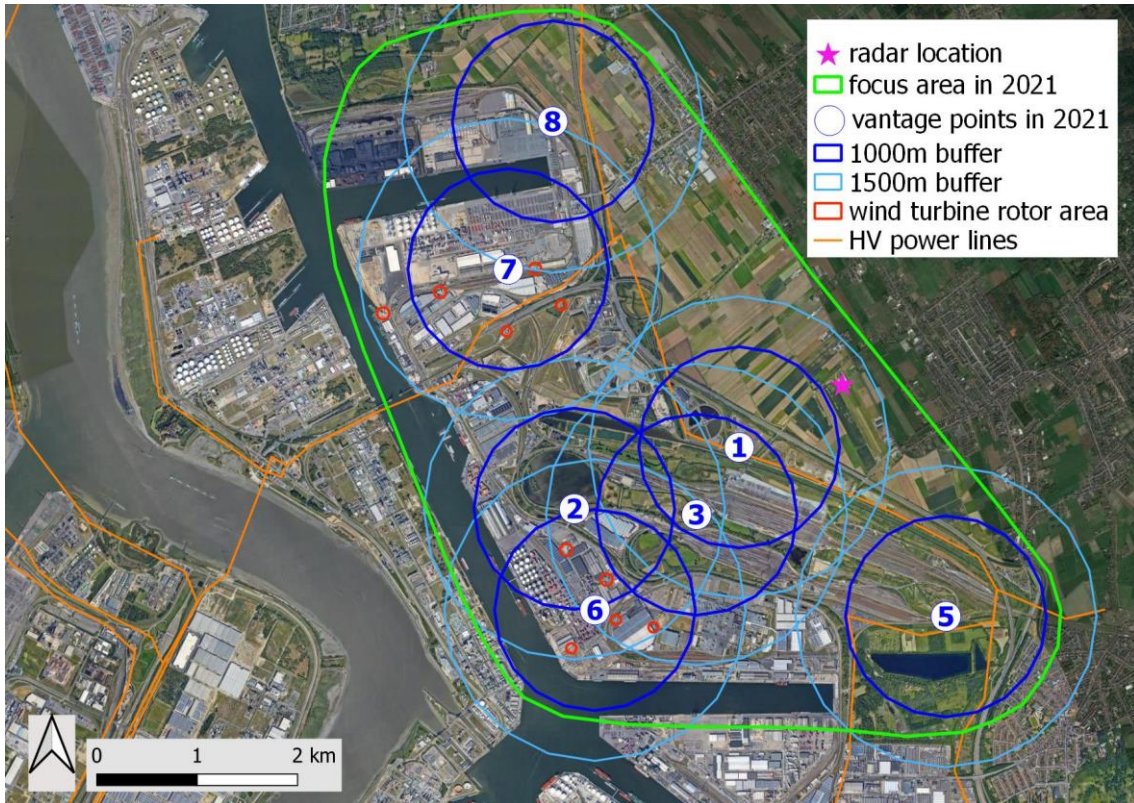 radar location
focus area in 2021
vantage points in 2021
1000m buffer
1500m buffer
wind turbine rotor area
HV power lines
8
7
1
2
3
6
5
0 1 2 km